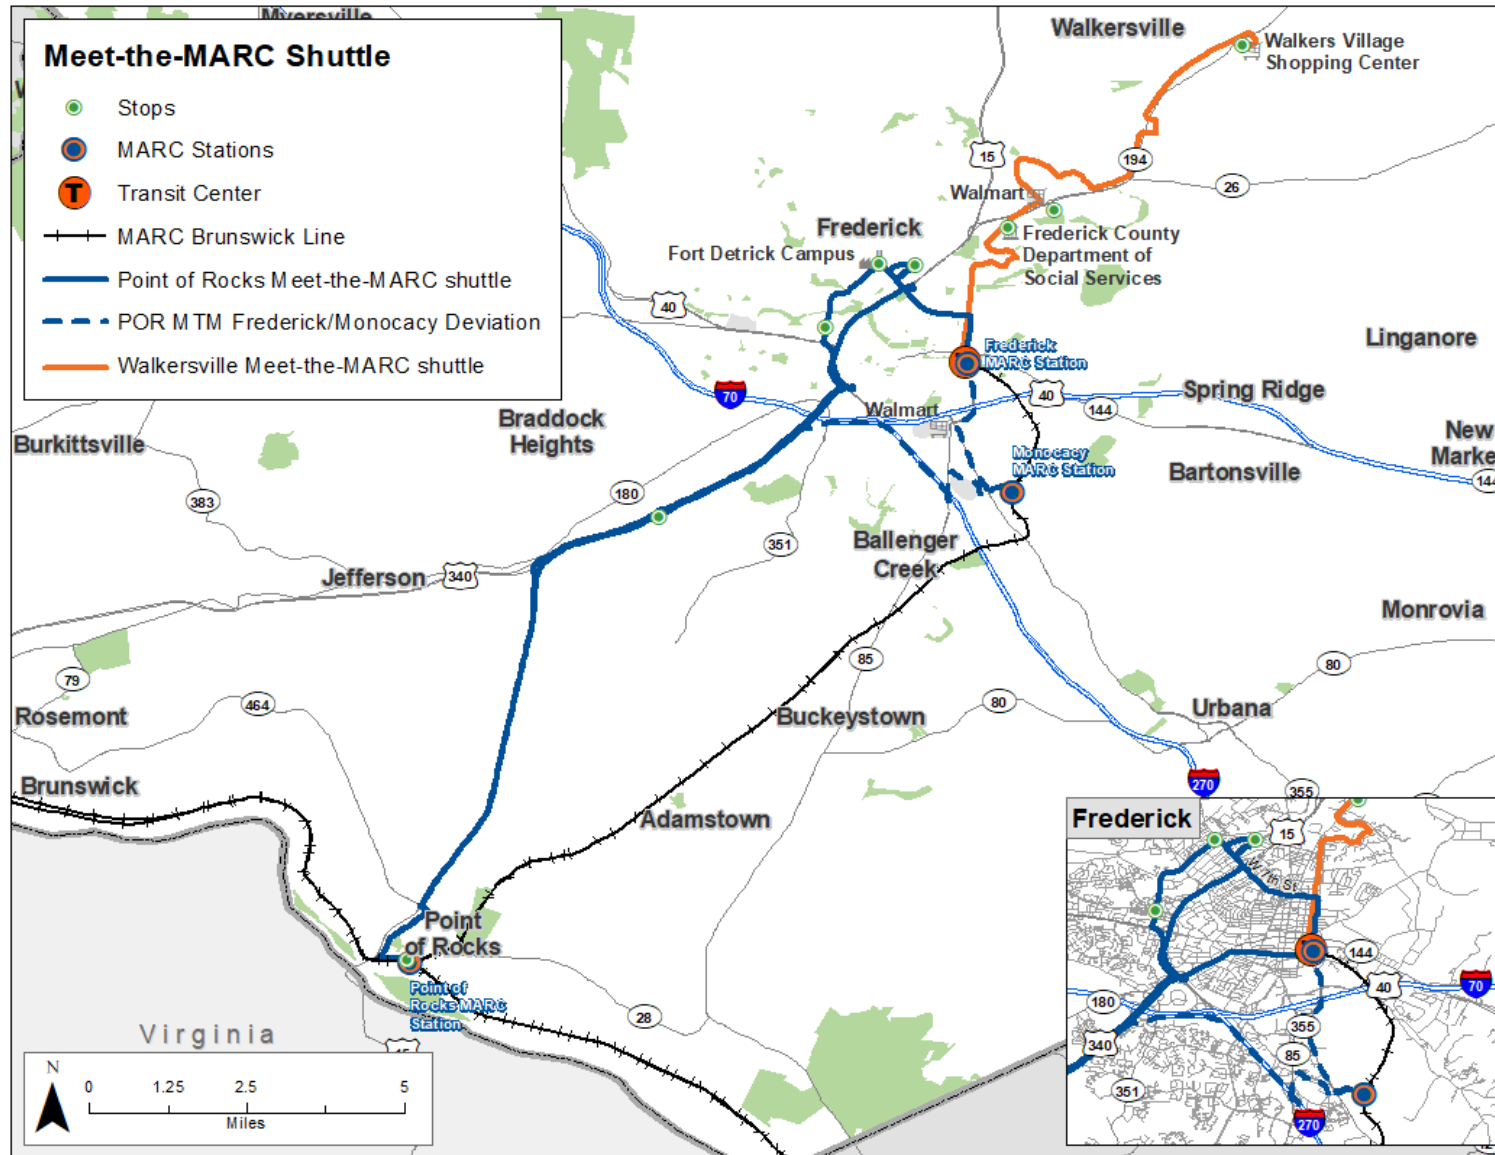 Myersville
Meet-the-MARC Shuttle
Stops
MARC Stations
T
Transit Center
MARC Brunswick Line
Point of Rocks Meet-the-MARC shuttle
POR MTM Frederick/Monocacy Deviation
Walkersville Meet-the-MARC shuttle
Walkersville
Walkers Village
Shopping Center
15
194
26
Walmart
Frederick
Fort Detrick Campus
Frederick County
Department of
Social Services
40
Linganore
Frederick
MARC Station
70
40
144
Spring Ridge
Walmart
Braddock
Heights
Burkittsville
New
Marke
Monocacy
MARC Station
Bartonsville
144
180
383
351
Ballenger
Creek
Jefferson
340
Monrovia
79
85
80
464
80
Rosemont
Buckeystown
Urbana
Brunswick
270
355
Adamstown
Point
of Rocks
Point of
Rocks MARC
Station
28
Virginia
15
N
0
1.25
2.5
5
Miles
Frederick
15
W 7th St
T
144
40
70
180
355
340
85
351
270